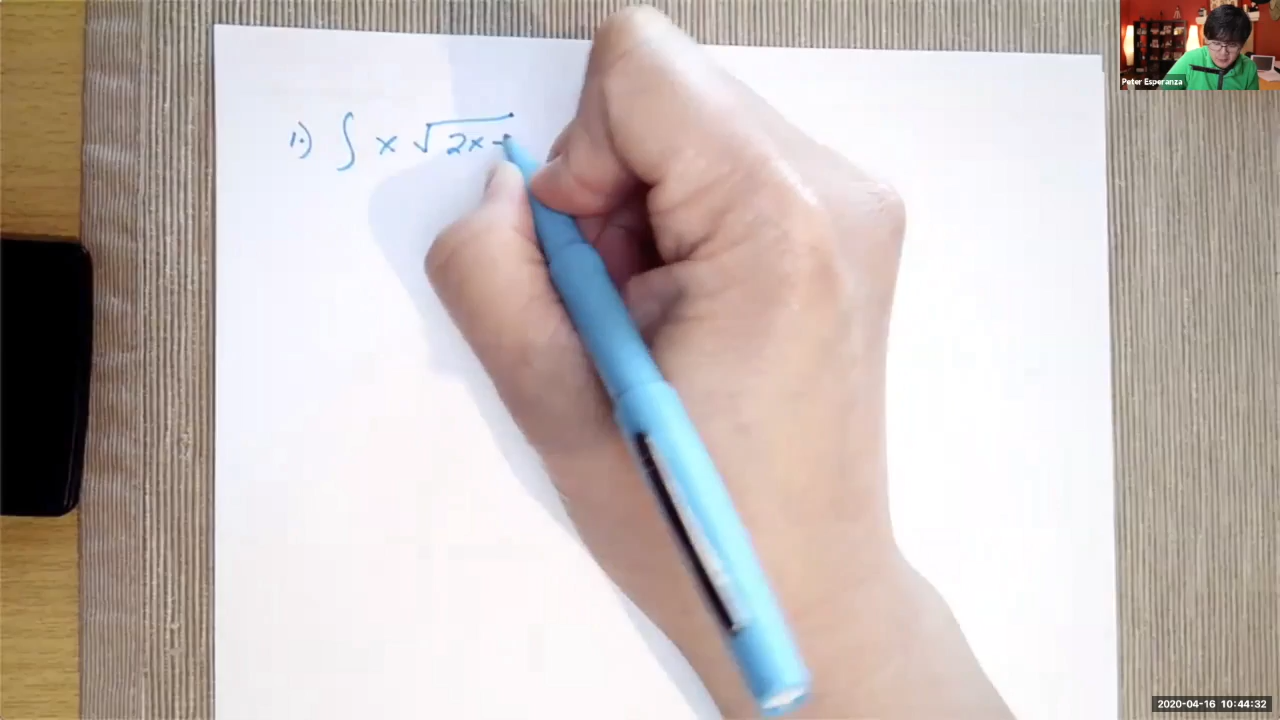 1.) ∫ x √2x-
Peter Esperanza
2020-04-16 10:44:32